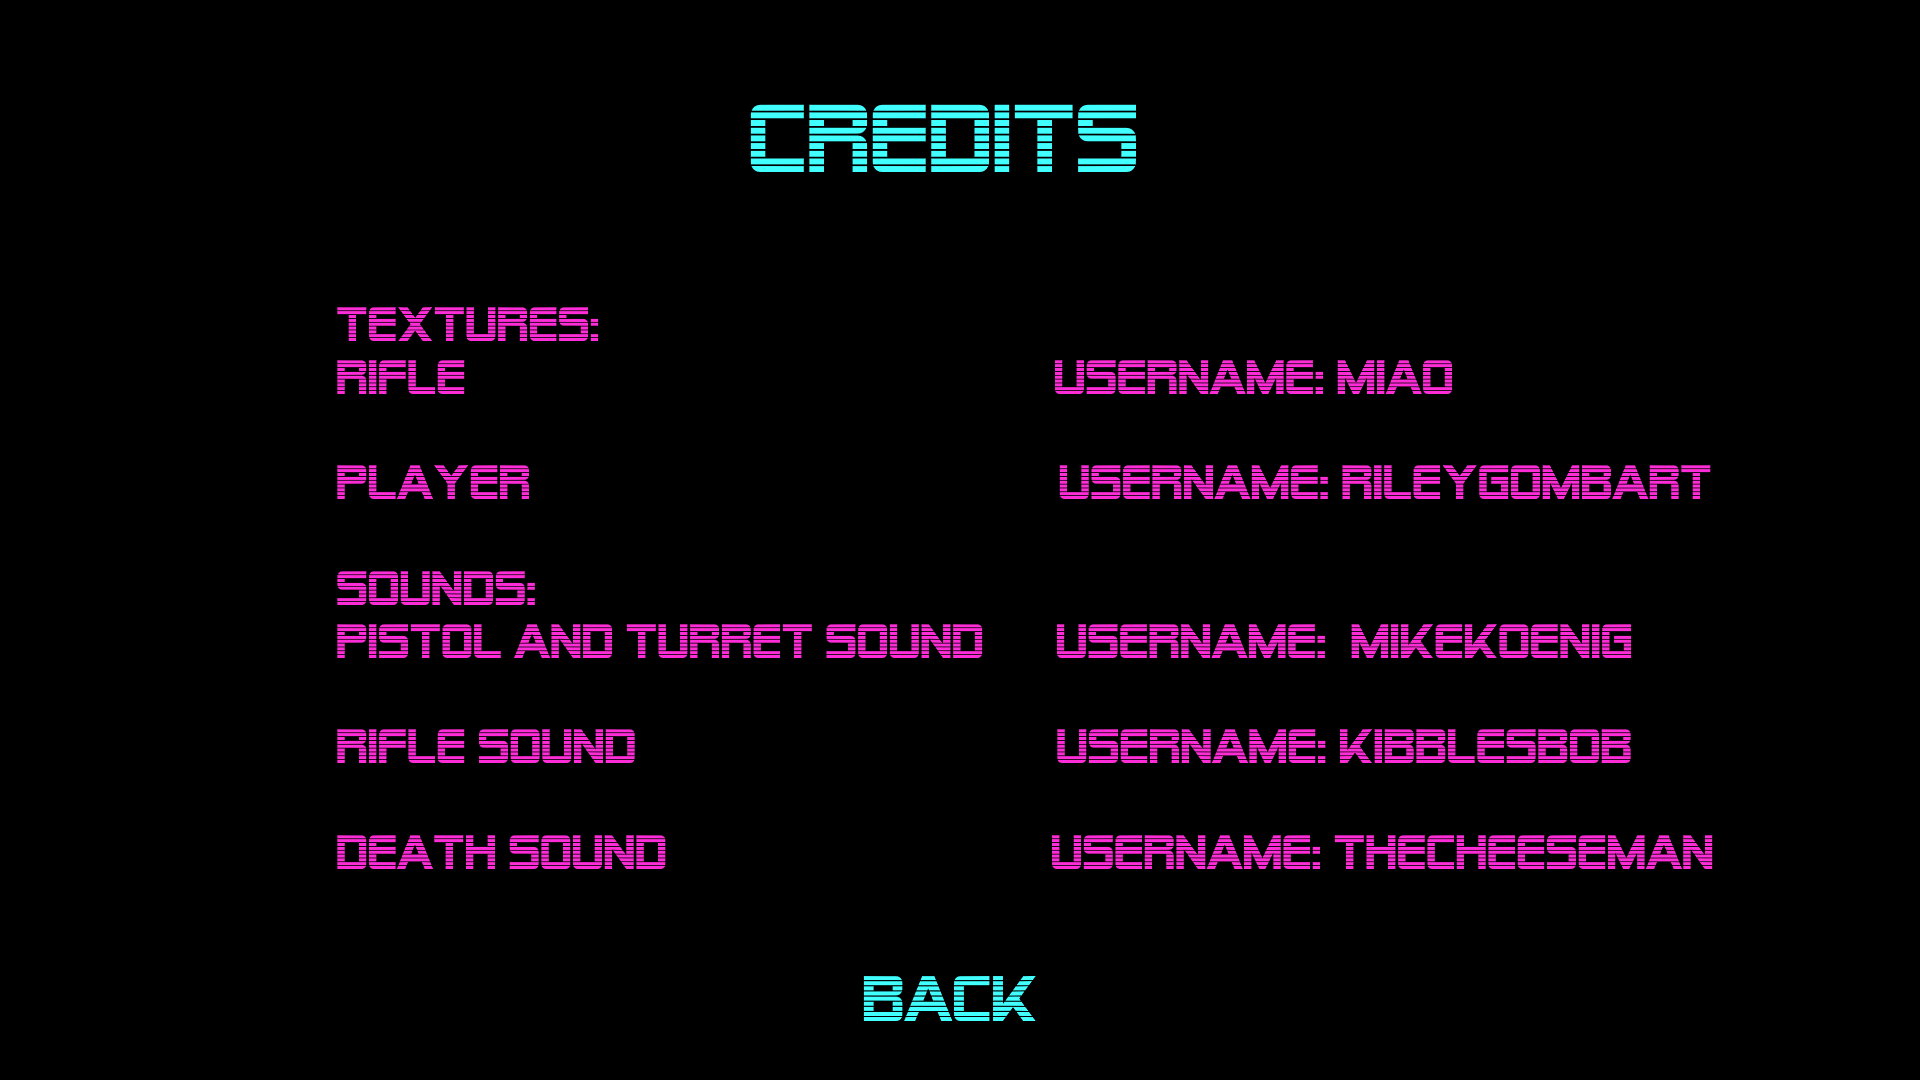 CREDITS
TEXTURES:
RIFLE USERNAME: MIAO
PLAYER USERNAME: RILEYGOMBART
SOUNDS:
PISTOL AND TURRET SOUND USERNAME: MIKEKOENIG
RIFLE SOUND USERNAME: KIBBLESBOB
DEATH SOUND USERNAME: THECHEESEMAN
BACK